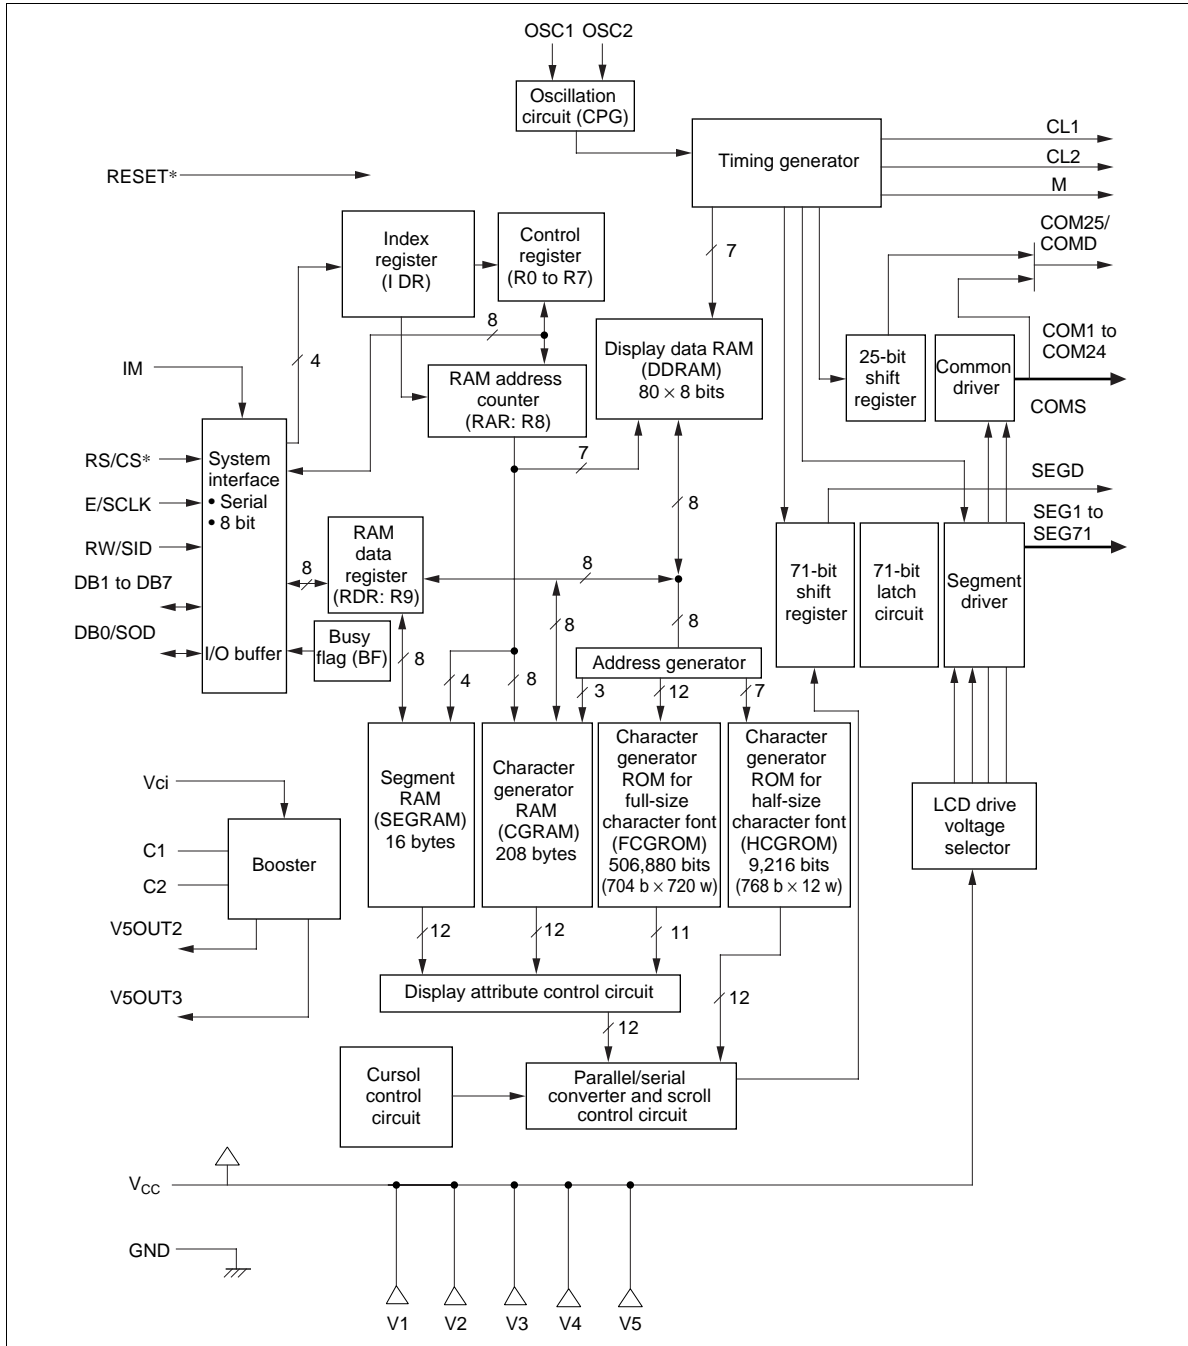 OSC1 OSC2
Oscillation
circuit (CPG)
Timing generator
CL1
CL2
M
RESET*
COM25/
COMD
Index
register
(I DR)
Control
register
(R0 to R7)
7
8
4
Display data RAM
(DDRAM)
80 × 8 bits
COM1 to
COM24
25-bit
shift
register
Common
driver
COMS
IM
RAM address
counter
(RAR: R8)
7
System
interface
• Serial
• 8 bit
I/O buffer
RS/CS*
E/SCLK
RW/SID
DB1 to DB7
DB0/SOD
8
SEGD
SEG1 to
SEG71
8
RAM
data
register
(RDR: R9)
8
71-bit
shift
register
71-bit
latch
circuit
Segment
driver
8
8
Busy
flag (BF)
8
Address generator
4
8
3
12
7
Segment
RAM
(SEGRAM)
16 bytes
Character
generator
RAM
(CGRAM)
208 bytes
Character
generator
ROM for
full-size
character font
(FCGROM)
506,880 bits
(704 b × 720 w)
Character
generator
ROM for
half-size
character font
(HCGROM)
9,216 bits
(768 b × 12 w)
LCD drive
voltage
selector
Vci
C1
C2
Booster
V5OUT2
V5OUT3
12
12
11
Display attribute control circuit
12
12
Cursol
control
circuit
Parallel/serial
converter and scroll
control circuit
VCC
GND
V1 V2 V3 V4 V5